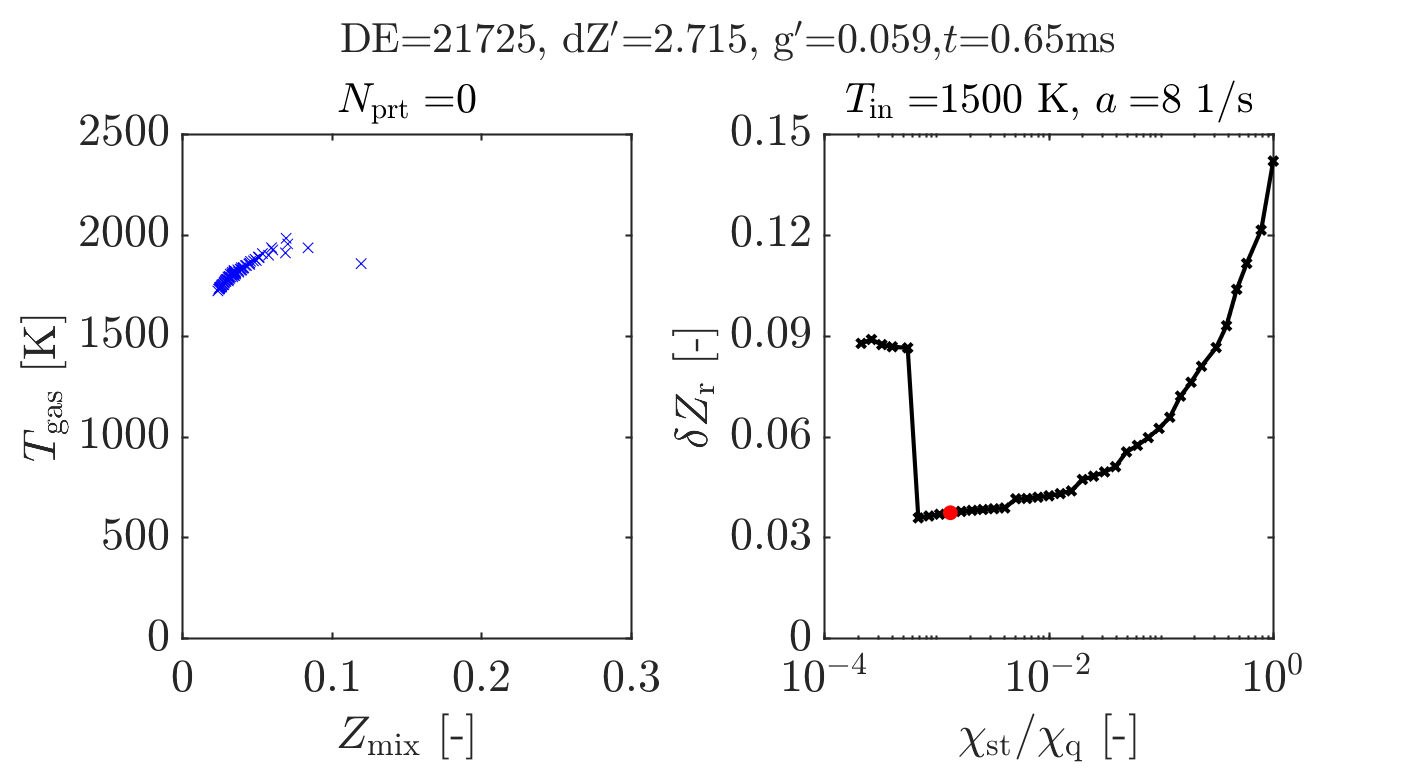 DE=21725, dZ′=2.715, g′=0.059,t=0.65ms
N_prt =0
2500
2000
1500
1000
500
0
0 0.1 0.2 0.3
T_gas [K]
Z_mix [-]
T_in =1500 K, a =8 1/s
0.15
0.12
0.09
0.06
0.03
0
10⁻⁴ 10⁻² 10⁰
δZ_r [-]
χ_st/χ_q [-]